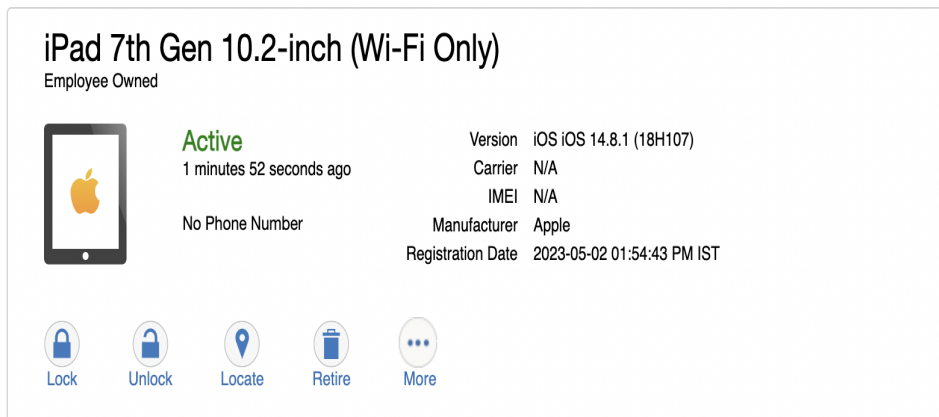 iPad 7th Gen 10.2-inch (Wi-Fi Only)
Employee Owned
Active
1 minutes 52 seconds ago
No Phone Number
Version iOS iOS 14.8.1 (18H107)
Carrier N/A
IMEI N/A
Manufacturer Apple
Registration Date 2023-05-02 01:54:43 PM IST
Lock Unlock Locate Retire More